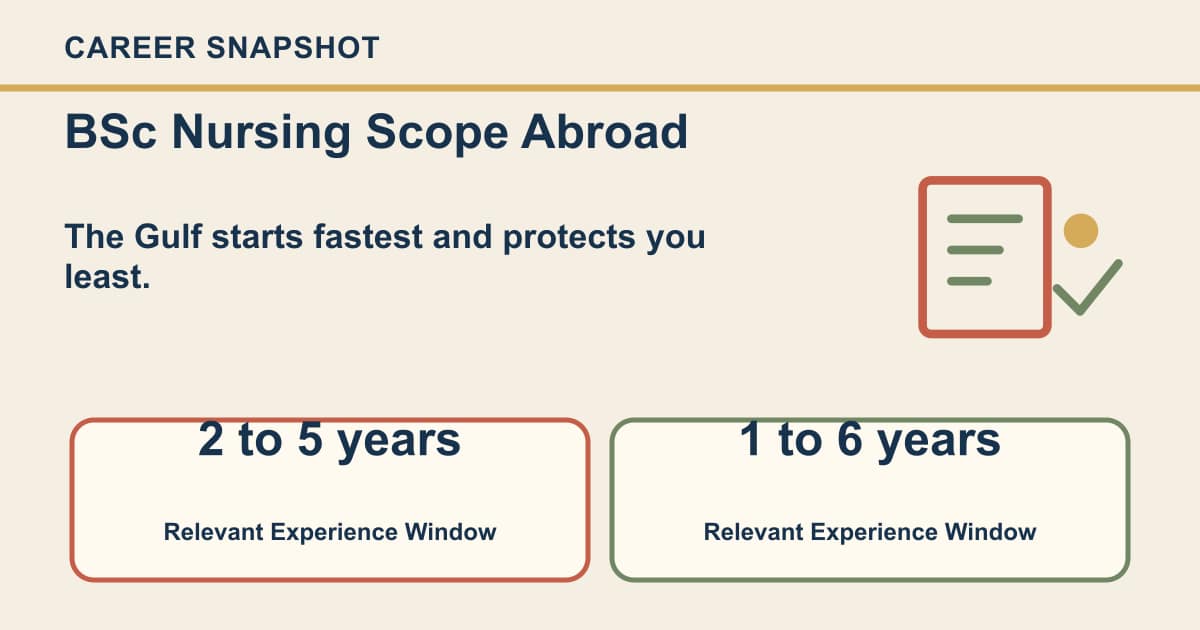 CAREER SNAPSHOT
BSc Nursing Scope Abroad
The Gulf starts fastest and protects you
least.
2 to 5 years
Relevant Experience Window
1 to 6 years
Relevant Experience Window